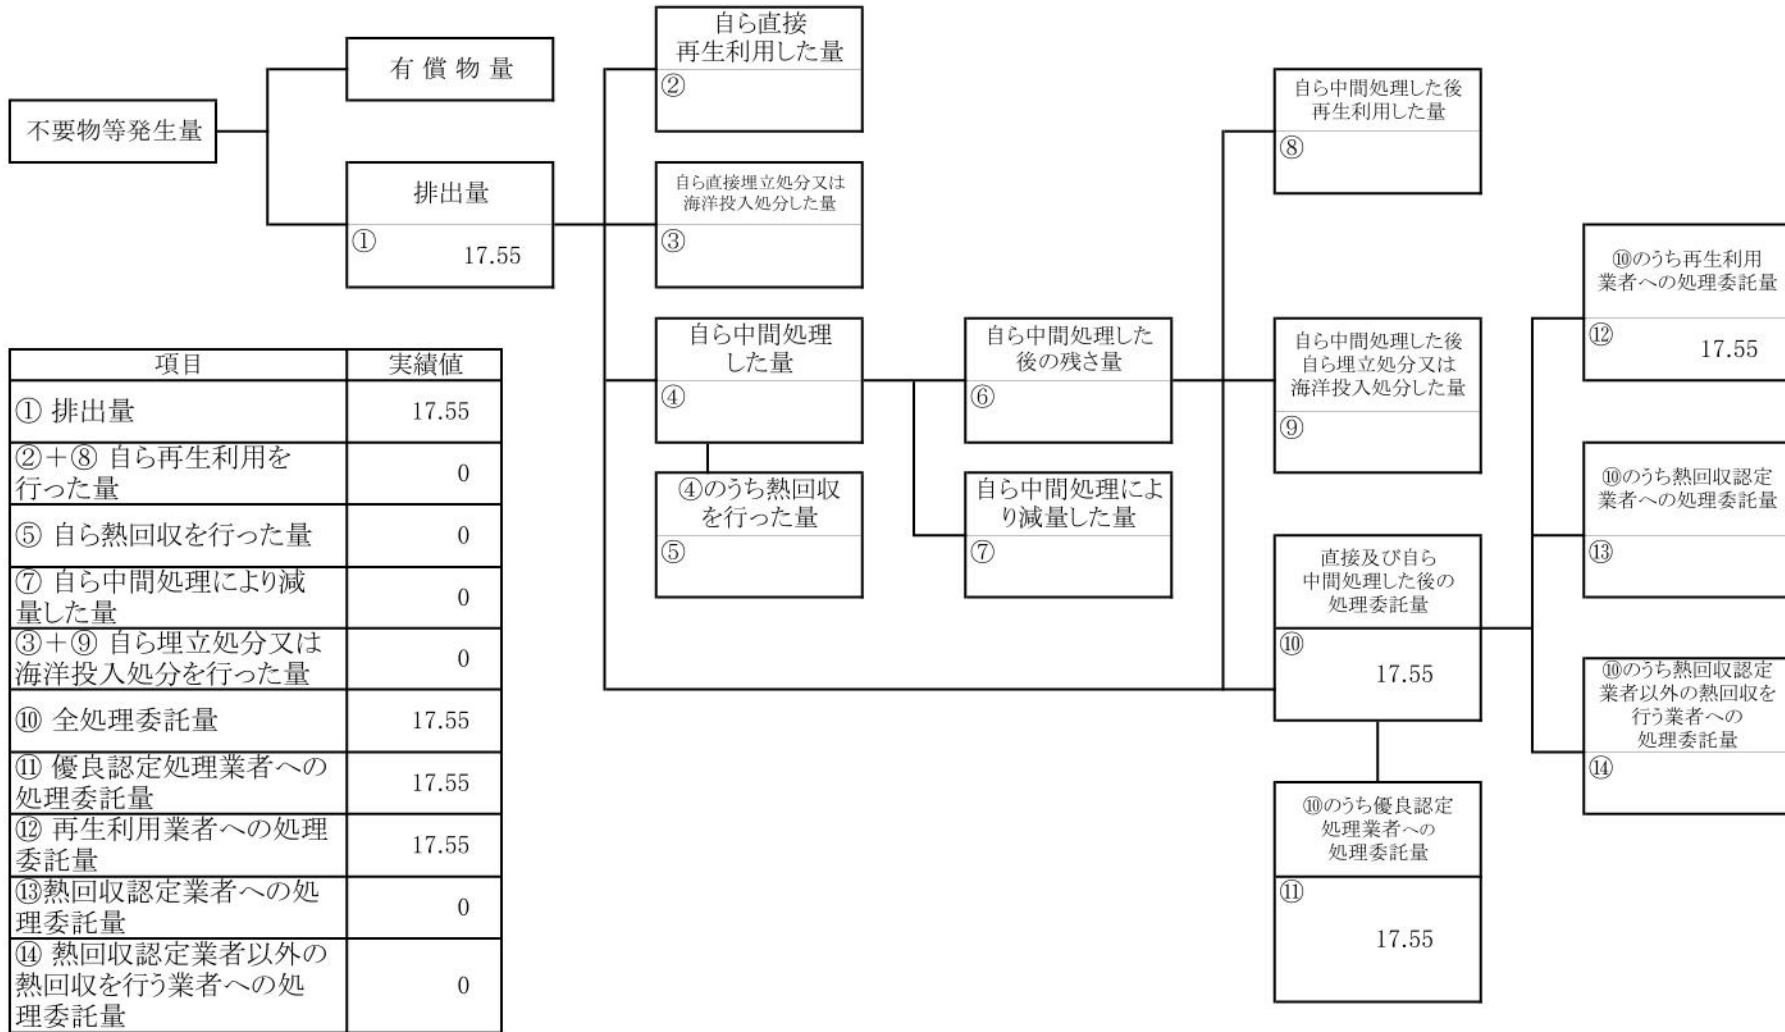 不要物等発生量
有 償 物 量
排出量
①
17.55
自ら直接
再生利用した量
②
自ら直接埋立処分又は
海洋投入処分した量
③
自ら中間処理
した量
④
④のうち熱回収
を行った量
⑤
自ら中間処理した
後の残さ量
⑥
自ら中間処理によ
り減量した量
⑦
自ら中間処理した後
再生利用した量
⑧
自ら中間処理した後
自ら埋立処分又は
海洋投入処分した量
⑨
直接及び自ら
中間処理した後の
処理委託量
⑩
17.55
⑩のうち優良認定
処理業者への
処理委託量
⑪
17.55
⑩のうち再生利用
業者への処理委託量
⑫
17.55
⑩のうち熱回収認定
業者への処理委託量
⑬
⑩のうち熱回収認定
業者以外の熱回収を
行う業者への
処理委託量
⑭
項目 実績値
① 排出量 17.55
②＋⑧ 自ら再生利用を
行った量 0
⑤ 自ら熱回収を行った量 0
⑦ 自ら中間処理により減
量した量 0
③＋⑨ 自ら埋立処分又は
海洋投入処分を行った量 0
⑩ 全処理委託量 17.55
⑪ 優良認定処理業者への
処理委託量 17.55
⑫ 再生利用業者への処理
委託量 17.55
⑬熱回収認定業者への処
理委託量 0
⑭ 熱回収認定業者以外の
熱回収を行う業者への処 0
理委託量